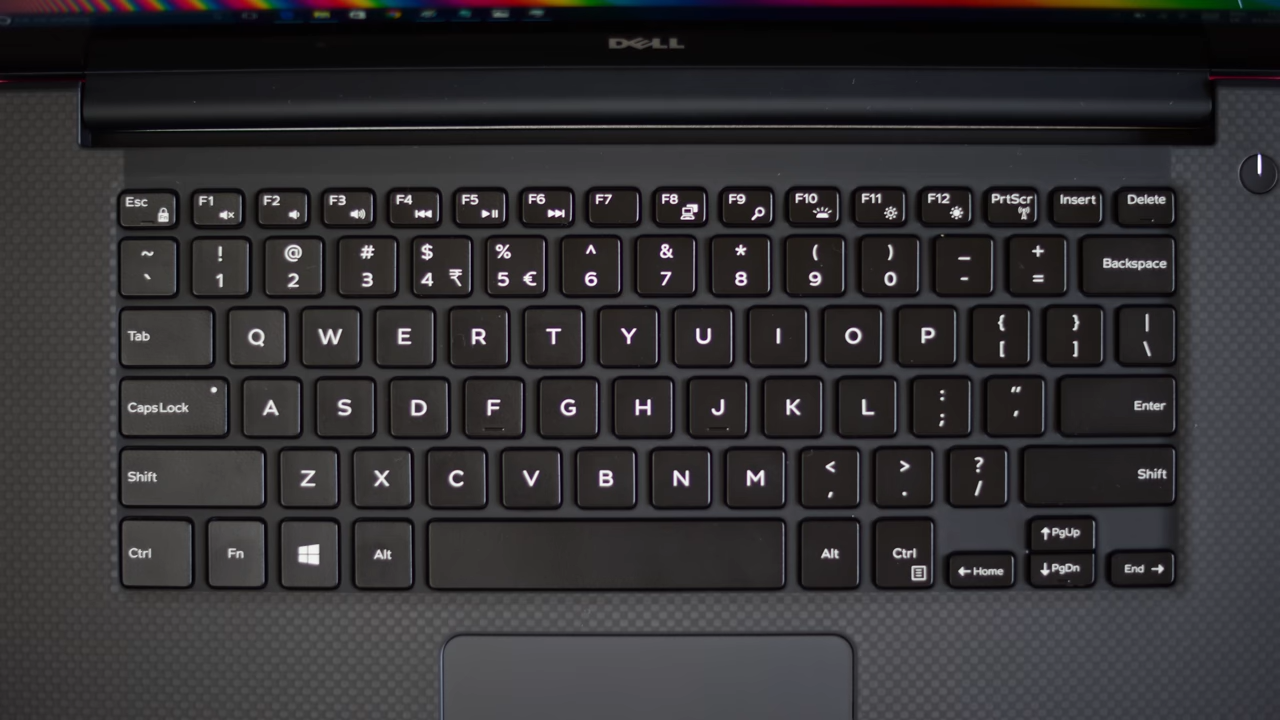 DELL
Esc F1 F2 F3 F4 F5 F6 F7 F8 F9 F10 F11 F12 PrtScr Insert Delete
~ ! @ # $ % ^ & * ( ) _ +
` 1 2 3 4 ₹ 5 € 6 7 8 9 0 - = Backspace
Tab Q W E R T Y U I O P { [ } ] | \
CapsLock A S D F G H J K L : ; " ' Enter
Shift Z X C V B N M < , > . ? / Shift
Ctrl Fn Alt Alt Ctrl ←Home ↑PgUp ↓PgDn End →